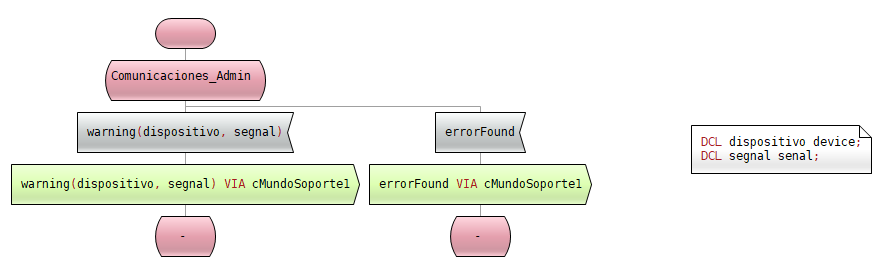 Comunicaciones_Admin
warning(dispositivo, segnal)
errorFound
DCL dispositivo device;
DCL segnal senal;
warning(dispositivo, segnal) VIA cMundoSoporte1
errorFound VIA cMundoSoporte1
-
-